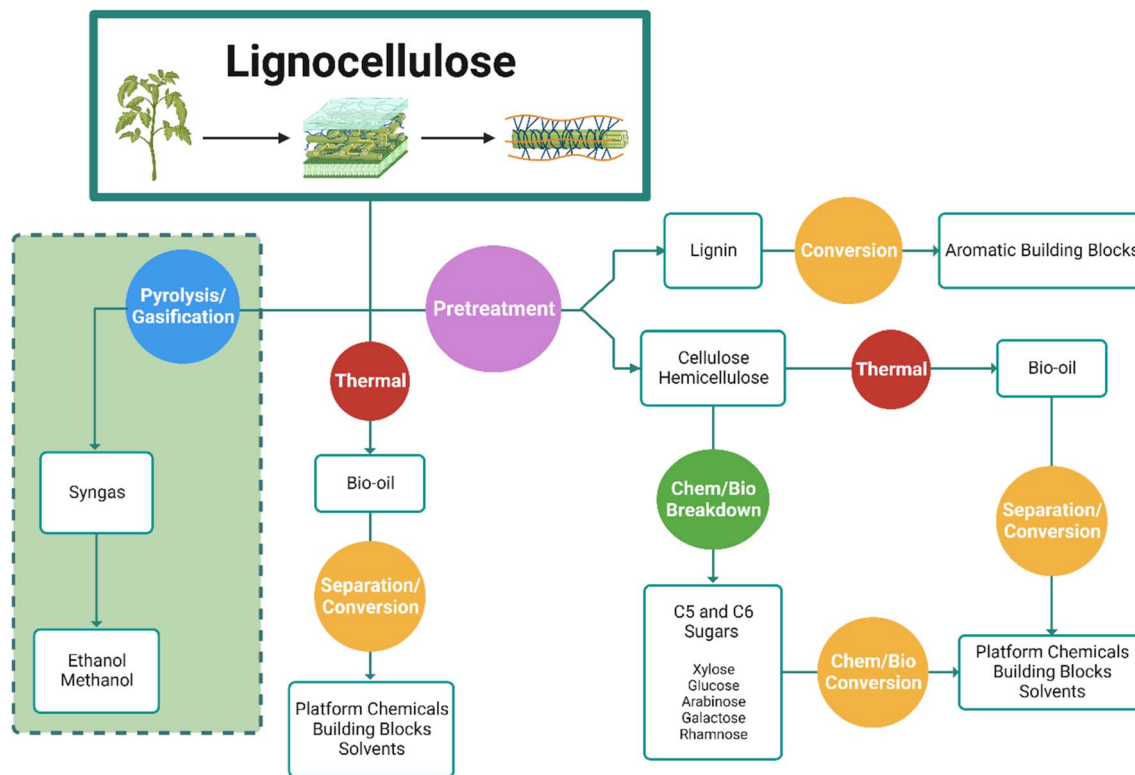 Lignocellulose
Pyrolysis/
Gasification
Syngas
Ethanol
Methanol
Thermal
Bio-oil
Separation/
Conversion
Platform Chemicals
Building Blocks
Solvents
Pretreatment
Lignin
Conversion
Aromatic Building Blocks
Cellulose
Hemicellulose
Thermal
Bio-oil
Separation/
Conversion
Chem/Bio
Breakdown
C5 and C6
Sugars
Xylose
Glucose
Arabinose
Galactose
Rhamnose
Chem/Bio
Conversion
Platform Chemicals
Building Blocks
Solvents